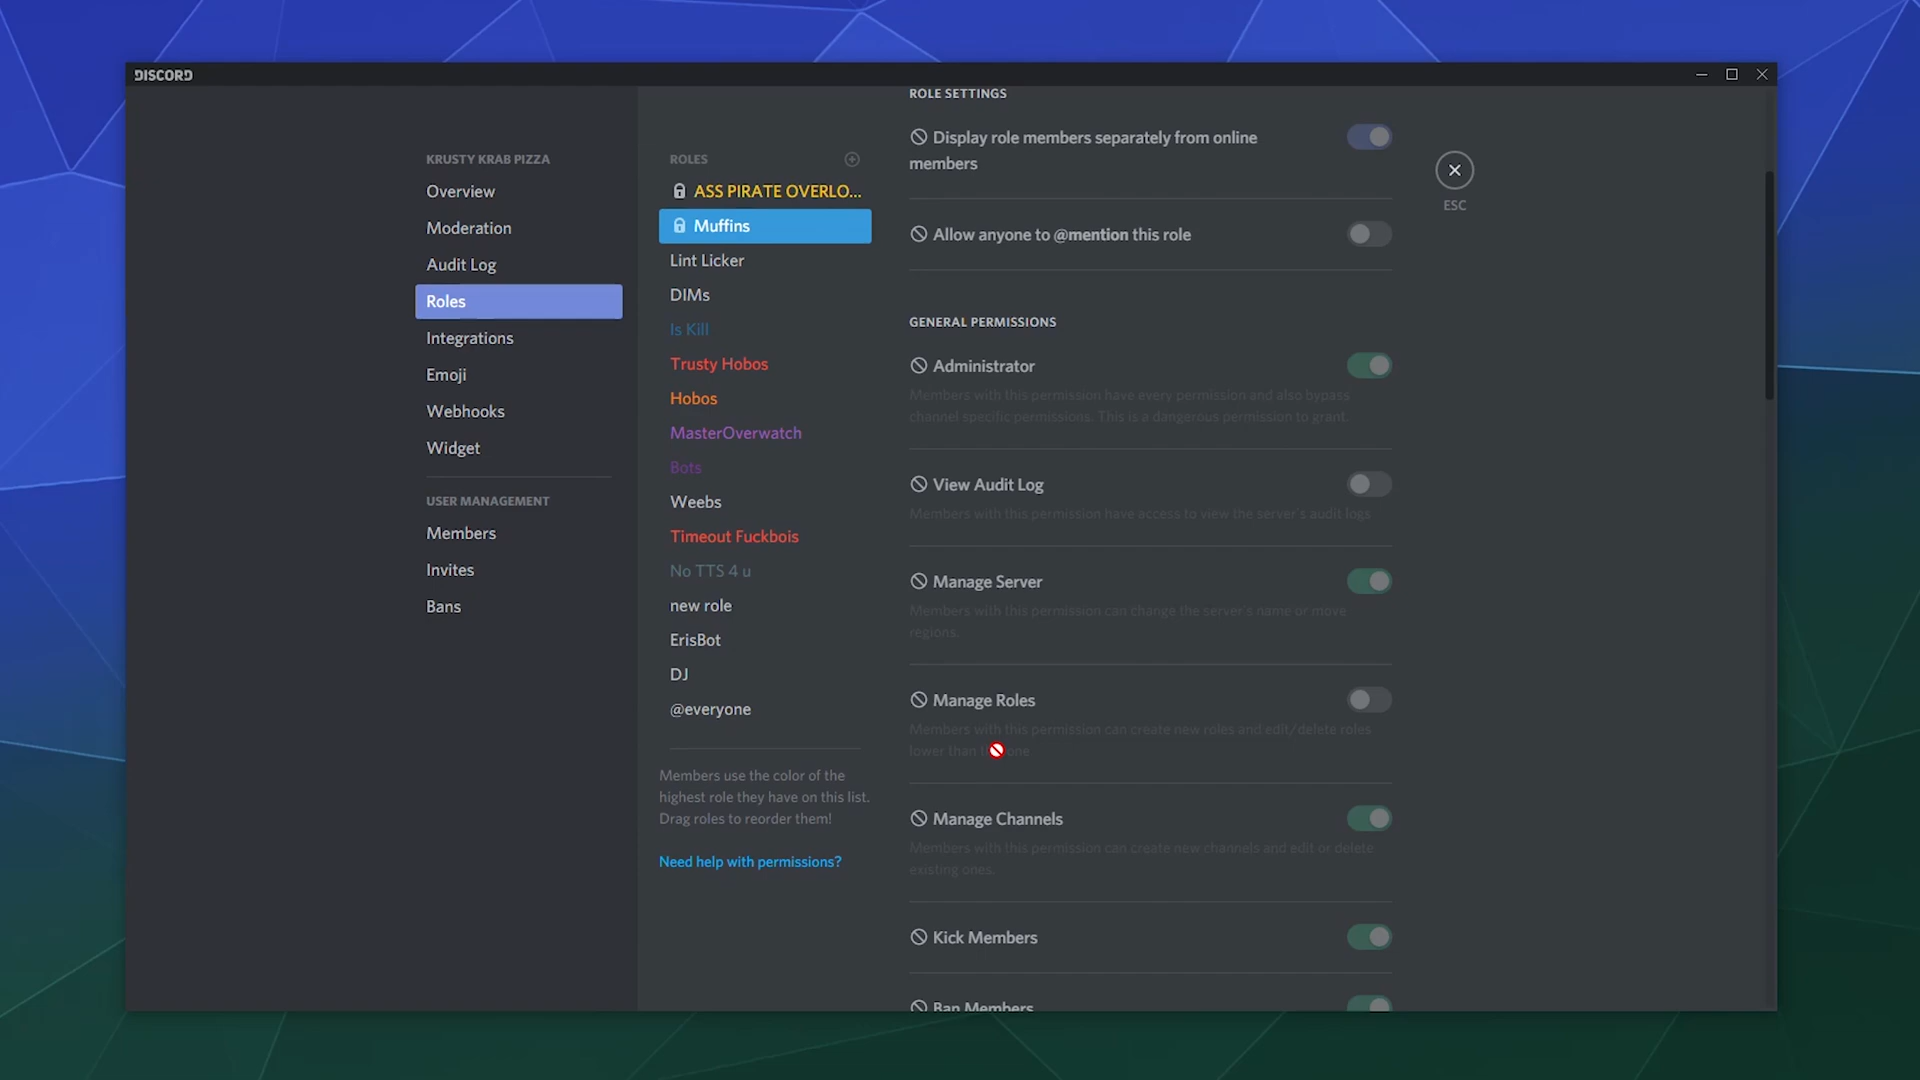 DISCORD
KRUSTY KRAB PIZZA
Overview
Moderation
Audit Log
Roles
Integrations
Emoji
Webhooks
Widget
USER MANAGEMENT
Members
Invites
Bans
ROLES
ASS PIRATE OVERLO...
Muffins
Lint Licker
DIMs
Is Kill
Trusty Hobos
Hobos
MasterOverwatch
Bots
Weebs
Timeout Fuckbois
No TTS 4 u
new role
ErisBot
DJ
@everyone
Members use the color of the
highest role they have on this list.
Drag roles to reorder them!
Need help with permissions?
ROLE SETTINGS
Display role members separately from online
members
Allow anyone to @mention this role
GENERAL PERMISSIONS
Administrator
Members with this permission have every permission and also bypass
channel specific permissions. This is a dangerous permission to grant.
View Audit Log
Members with this permission have access to view the server's audit logs
Manage Server
Members with this permission can change the server's name or move
regions.
Manage Roles
Members with this permission can create new roles and edit/delete roles
lower than one
Manage Channels
Members with this permission can create new channels and edit or delete
existing ones.
Kick Members
Ban Members
ESC